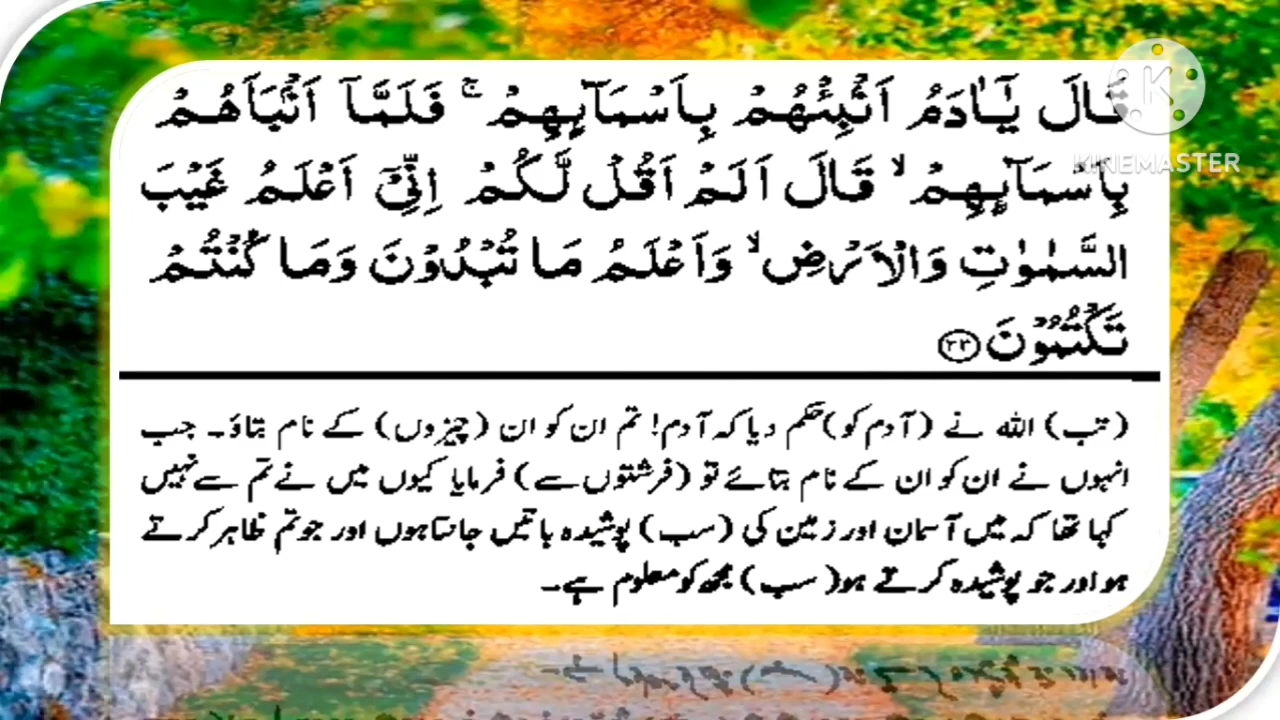 قَالَ يٰٓاٰدَمُ اَنْۢبِئْهُمْ بِاَسْمَآىِٕهِمْ ۚ فَلَمَّاۤ اَنْۢبَاَهُمْ
بِاَسْمَآىِٕهِمْ ۙ قَالَ اَلَمْ اَقُلْ لَّكُمْ اِنِّيْۤ اَعْلَمُ غَيْبَ
السَّمٰوٰتِ وَالْاَرْضِ ۙ وَاَعْلَمُ مَا تُبْدُوْنَ وَمَا كُنْتُمْ
تَكْتُمُوْنَ ۳۳
(تب) اللہ نے (آدم کو) حکم دیا کہ آدم! تم ان کو ان (چیزوں) کے نام بتاؤ۔ جب
انہوں نے ان کو ان کے نام بتائے تو (فرشتوں سے) فرمایا کیوں میں نے تم سے نہیں
کہا تھا کہ میں آسمان اور زمین کی (سب) پوشیدہ باتیں جانتا ہوں اور جو تم ظاہر کرتے
ہو اور جو پوشیدہ کرتے ہو (سب) مجھ کو معلوم ہے۔
KINEMASTER